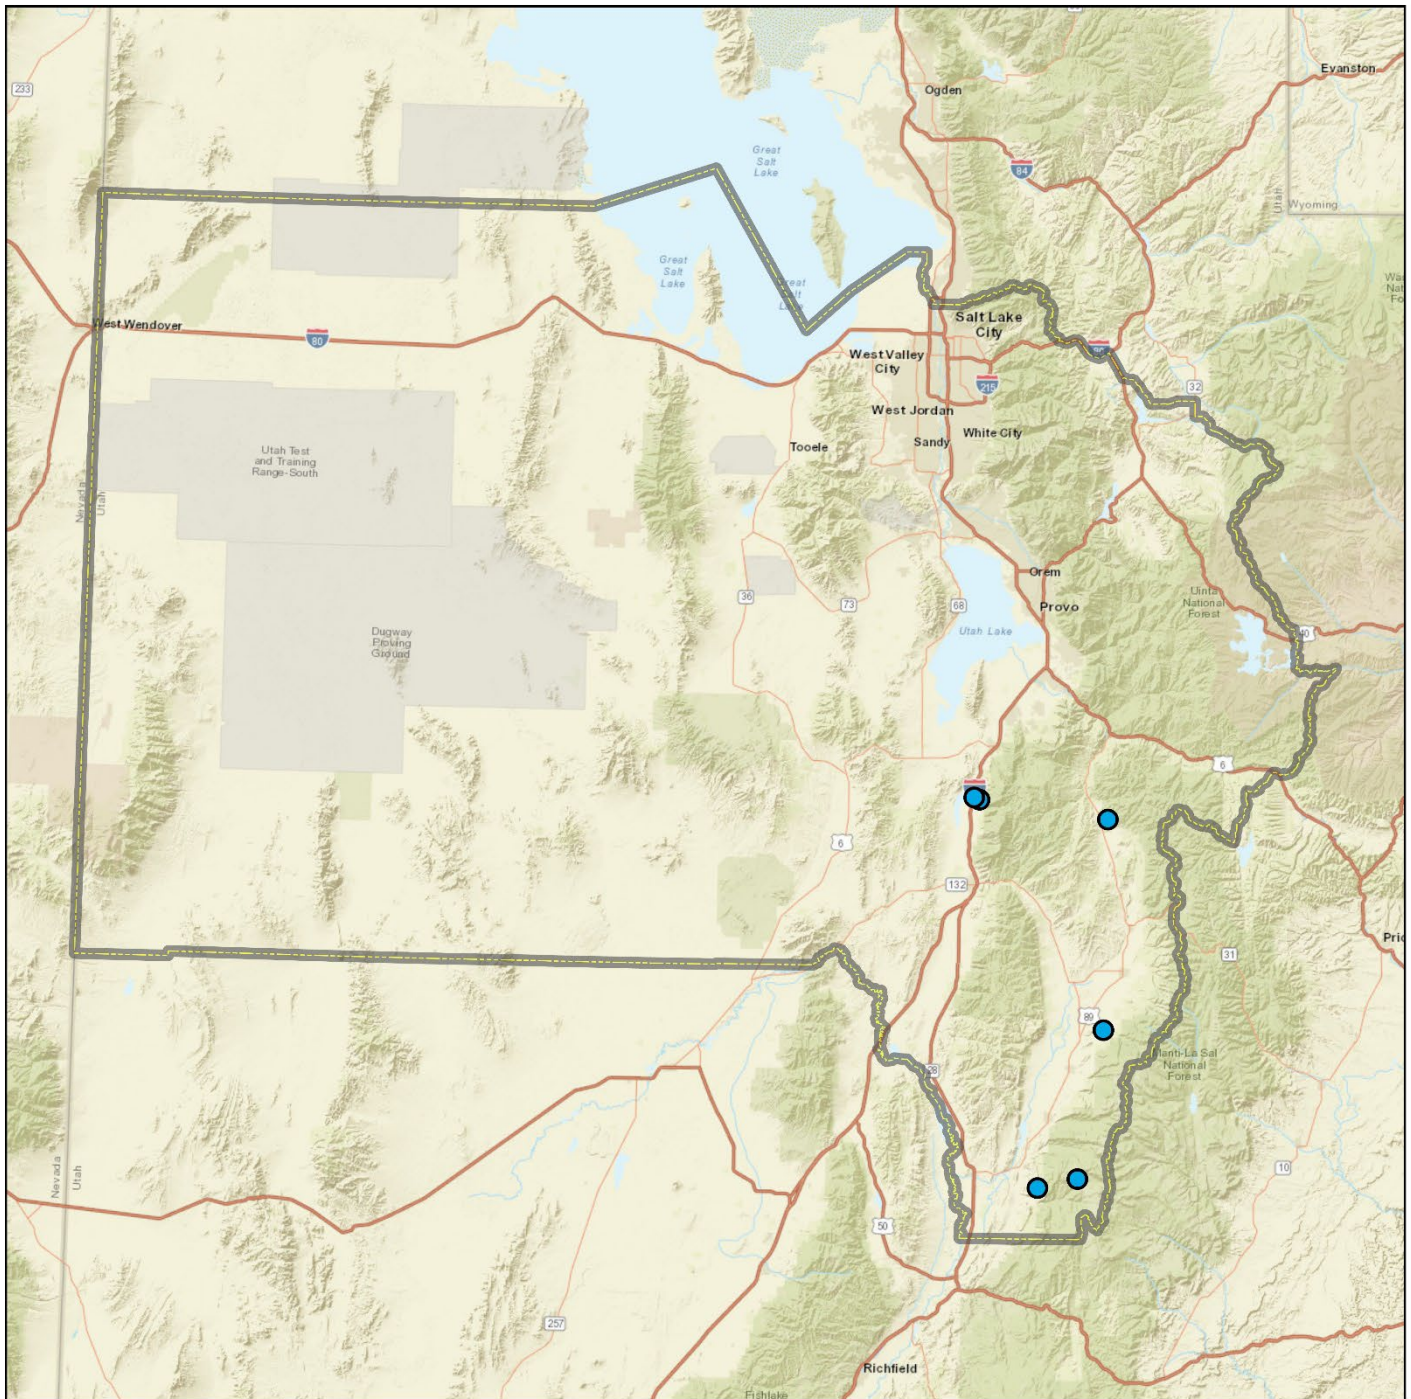 Evanston
233
Ogden
Great
Salt
Lake
84
Utah
Wyoming
Great
Salt
Lake
West Wendover
80
Salt Lake
City
West Valley
City
215
32
West Jordan
White City
Sandy
Tooele
Utah Test
and Training
Range-South
Nevada
Utah
36
73
68
Orem
Provo
Uinta
National
Forest
Utah Lake
40
Dugway
Proving
Ground
6
6
132
31
89
Manti-La Sal
National
Forest
28
Nevada
Utah
10
50
257
Richfield
Fishlake